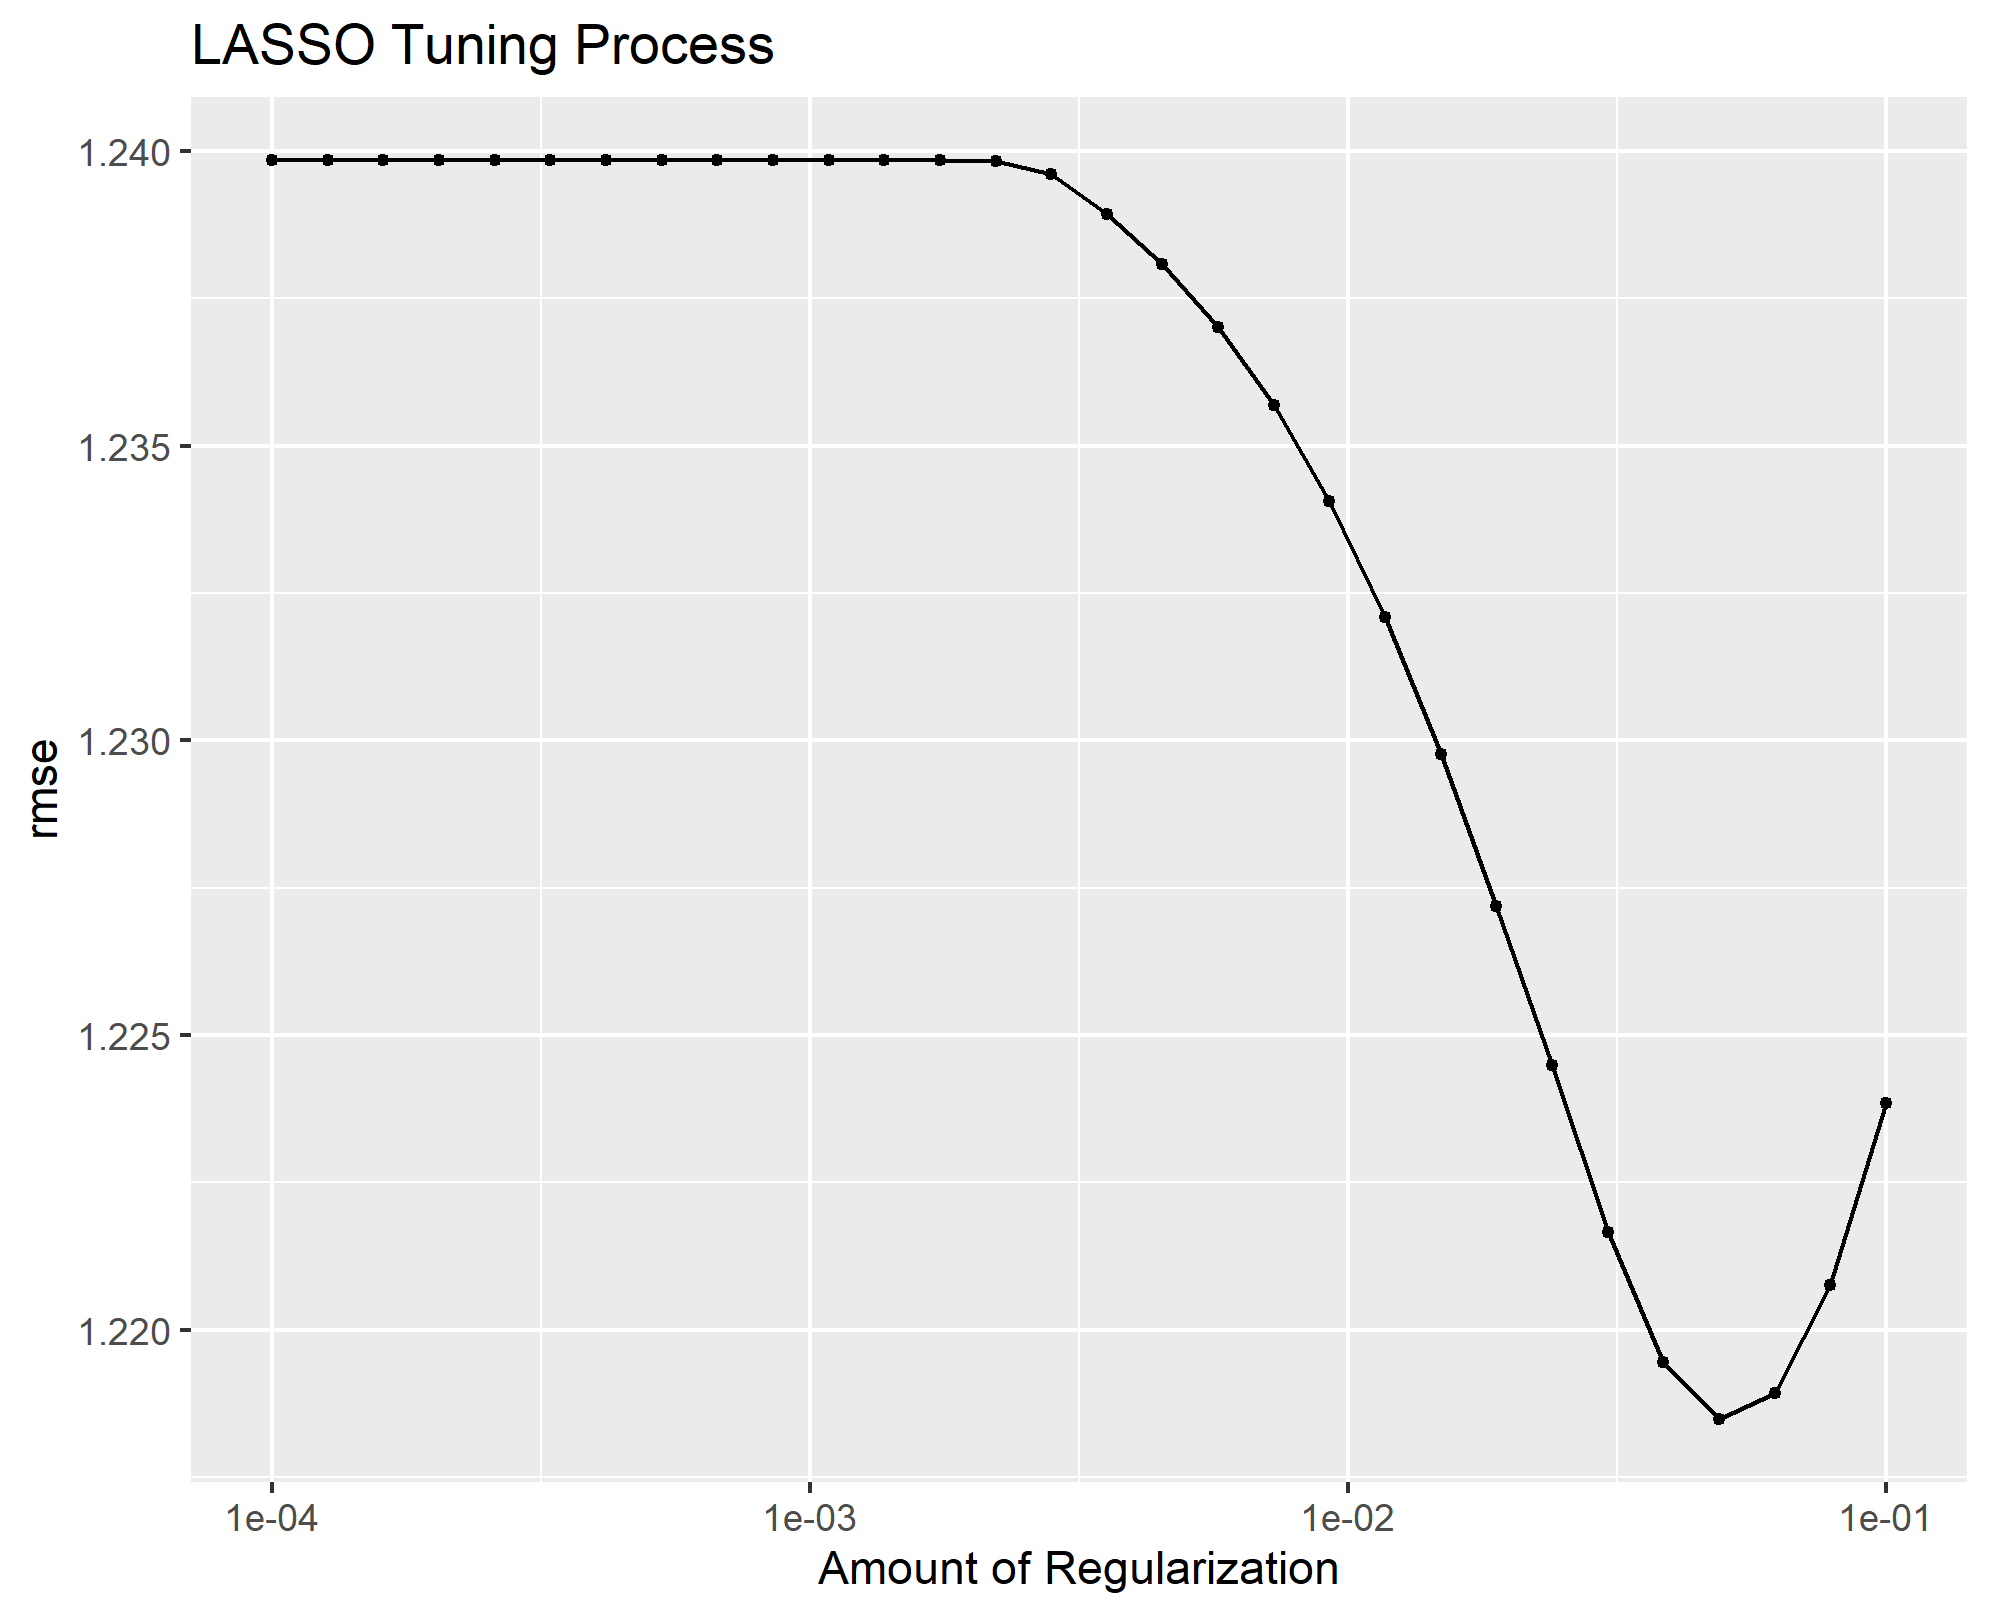 LASSO Tuning Process
1.240
1.235
1.230
1.225
1.220
rmse
1e-04 1e-03 1e-02 1e-01
Amount of Regularization